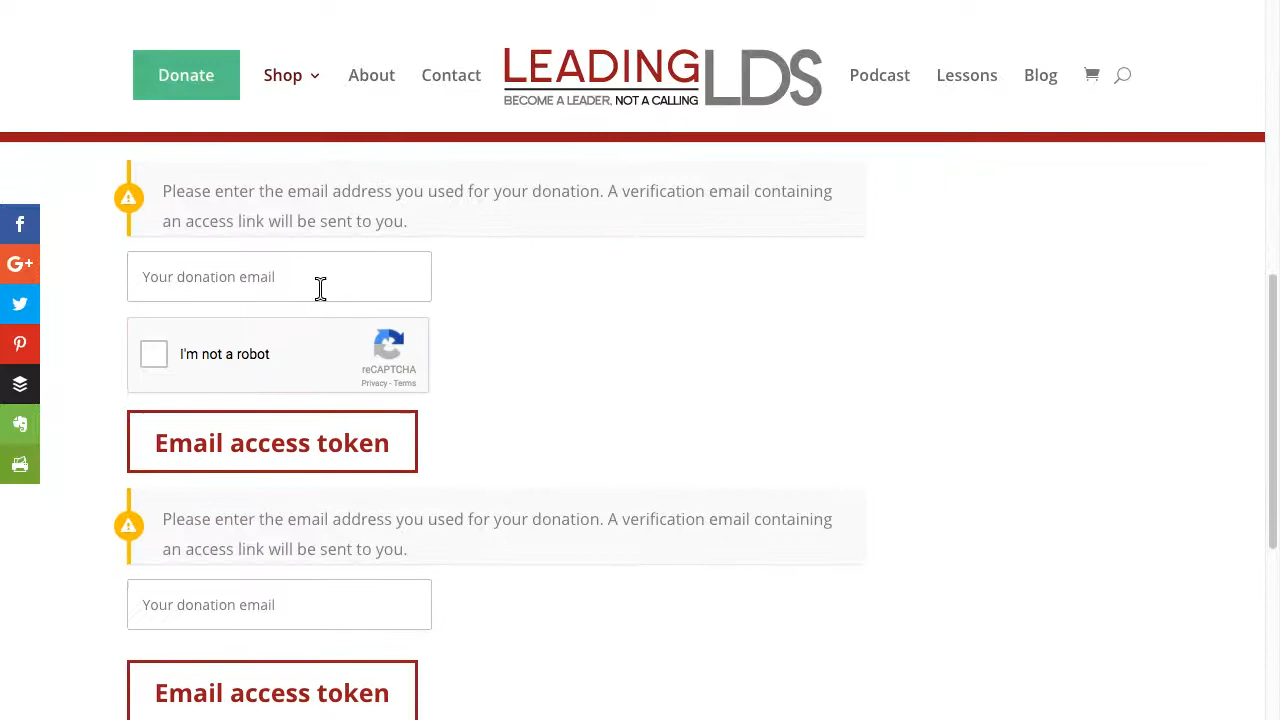 Donate Shop About Contact LEADING LDS Podcast Lessons Blog
BECOME A LEADER, NOT A CALLING
Please enter the email address you used for your donation. A verification email containing
an access link will be sent to you.
Your donation email
I'm not a robot
reCAPTCHA
Privacy - Terms
Email access token
Please enter the email address you used for your donation. A verification email containing
an access link will be sent to you.
Your donation email
Email access token
f
G+